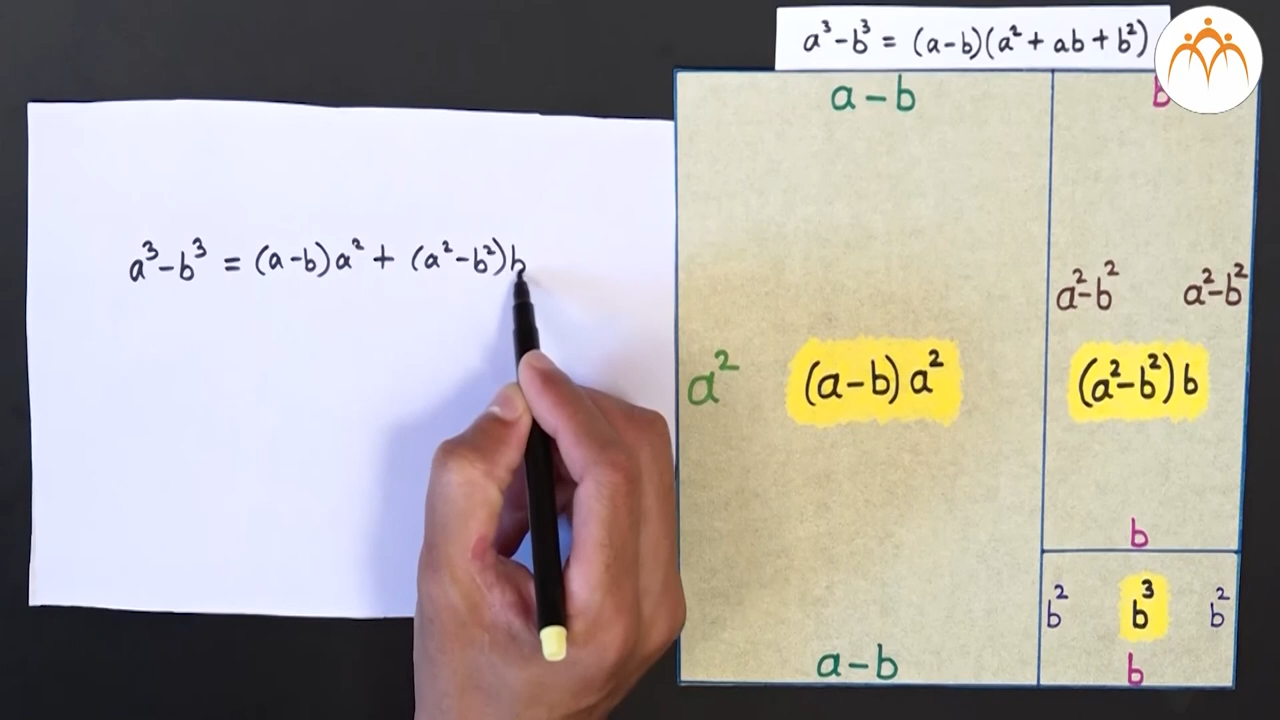 a³-b³ = (a-b)(a² + ab + b²)
a-b
b
a³-b³ = (a-b)a² + (a²-b²)b
a²-b² a²-b²
a² (a-b)a² (a²-b²)b
b
b² b³ b²
a-b
b